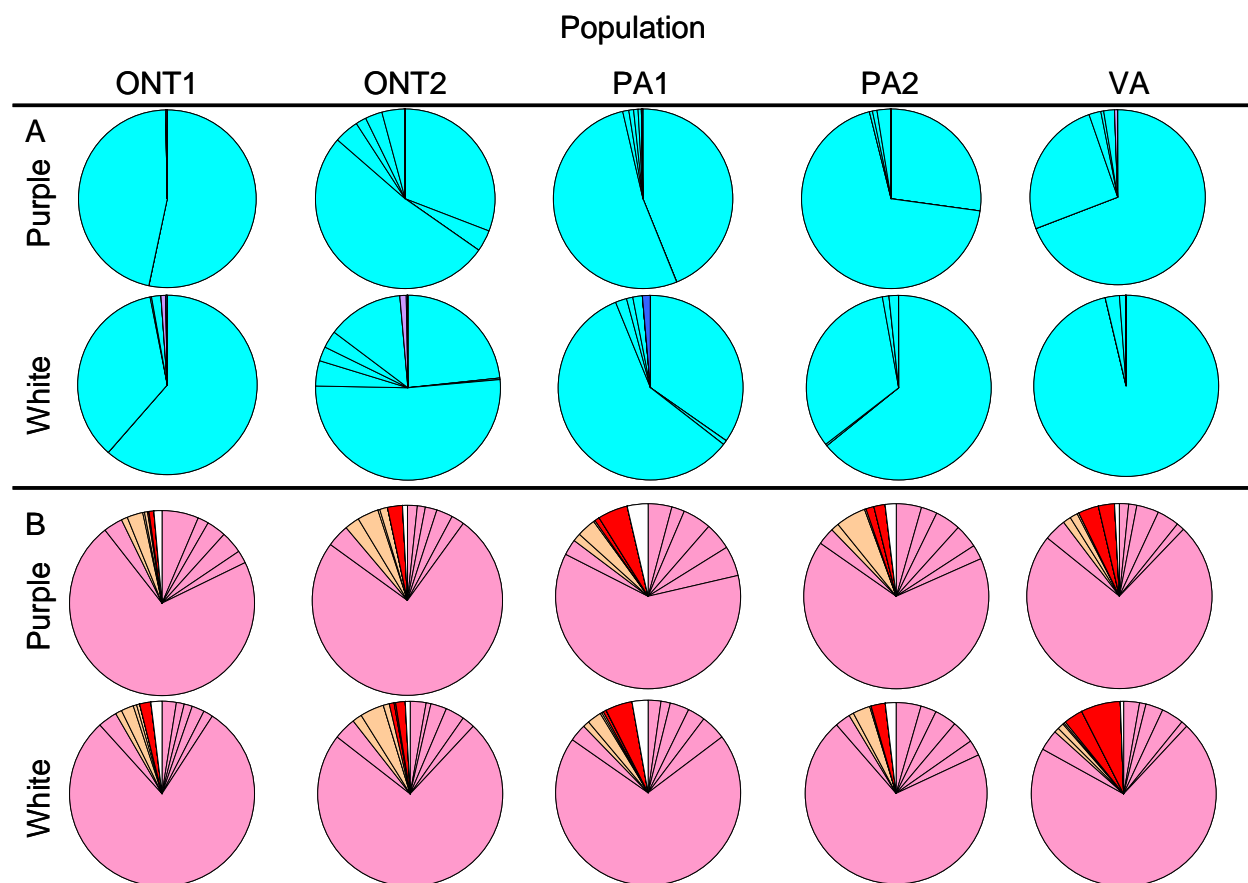 Population
ONT1 ONT2 PA1 PA2 VA
A
Purple
White
B
Purple
White